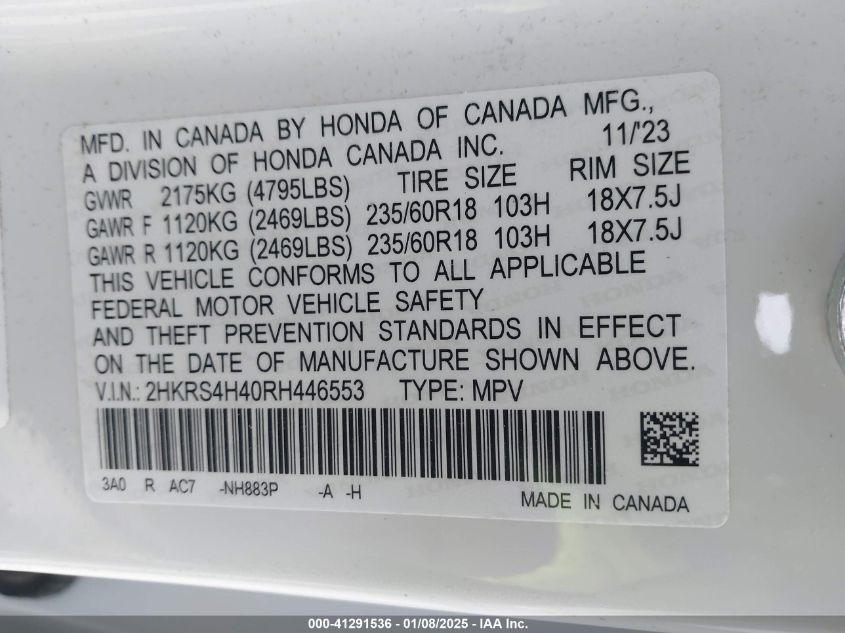 MFD. IN CANADA BY HONDA OF CANADA MFG.,
A DIVISION OF HONDA CANADA INC. 11/'23
GVWR 2175KG (4795LBS) TIRE SIZE RIM SIZE
GAWR F 1120KG (2469LBS) 235/60R18 103H 18X7.5J
GAWR R 1120KG (2469LBS) 235/60R18 103H 18X7.5J
THIS VEHICLE CONFORMS TO ALL APPLICABLE
FEDERAL MOTOR VEHICLE SAFETY
AND THEFT PREVENTION STANDARDS IN EFFECT
ON THE DATE OF MANUFACTURE SHOWN ABOVE.
V.I.N.: 2HKRS4H40RH446553 TYPE: MPV
3A0 R AC7 -NH883P -A -H
MADE IN CANADA
000-41291536 - 01/08/2025 - IAA Inc.